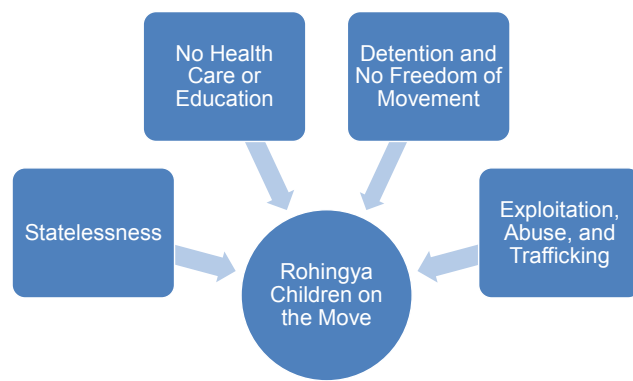 No Health
Care or
Education
Detention and
No Freedom of
Movement
Statelessness
Exploitation,
Abuse, and
Trafficking
Rohingya
Children on
the Move